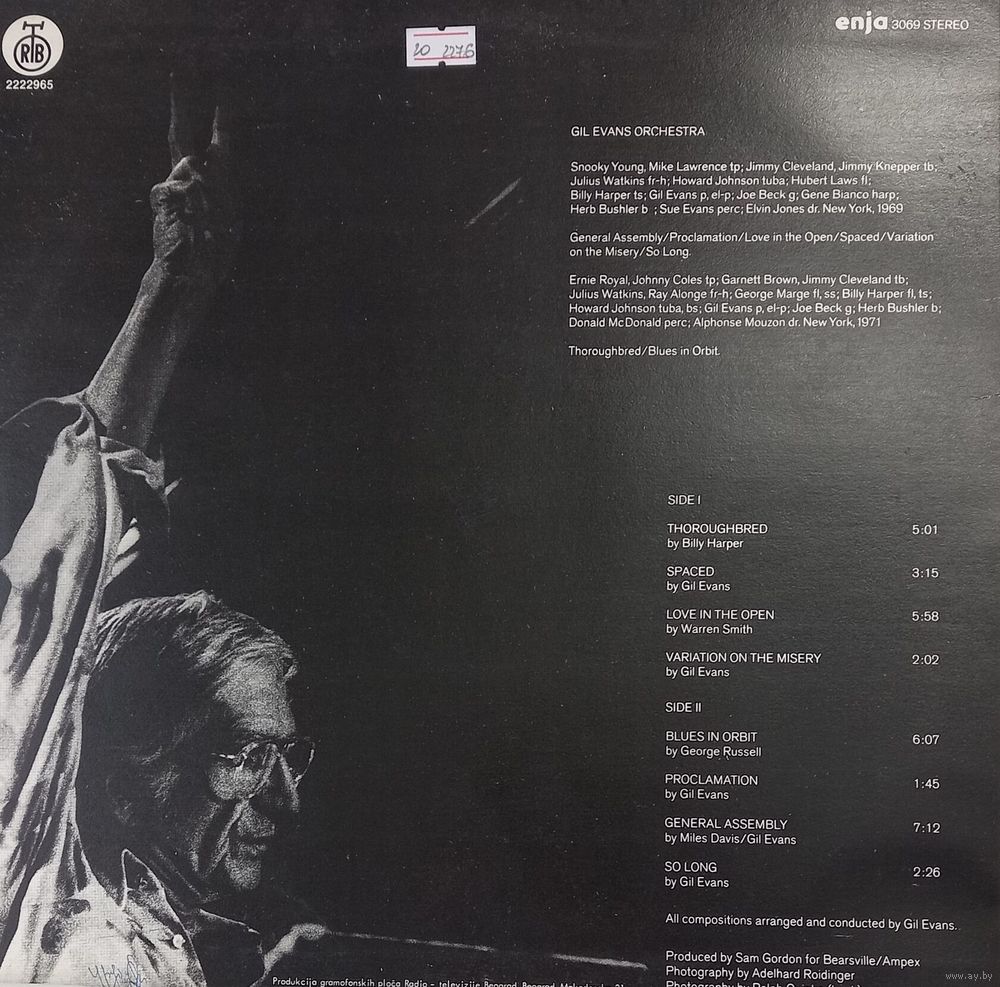 RTB
2222965
20 2276
enja 3069 STEREO
GIL EVANS ORCHESTRA
Snooky Young, Mike Lawrence tp; Jimmy Cleveland, Jimmy Knepper tb;
Julius Watkins fr-h; Howard Johnson tuba; Hubert Laws fl;
Billy Harper ts; Gil Evans p, el-p; Joe Beck g; Gene Bianco harp;
Herb Bushler b ; Sue Evans perc; Elvin Jones dr. New York, 1969
General Assembly/Proclamation/Love in the Open/Spaced/Variation
on the Misery/So Long.
Ernie Royal, Johnny Coles tp; Garnett Brown, Jimmy Cleveland tb;
Julius Watkins, Ray Alonge fr-h; George Marge fl, ss; Billy Harper fl, ts;
Howard Johnson tuba, bs; Gil Evans p, el-p; Joe Beck g; Herb Bushler b;
Donald McDonald perc; Alphonse Mouzon dr. New York, 1971
Thoroughbred/Blues in Orbit.
SIDE I
THOROUGHBRED 5:01
by Billy Harper
SPACED 3:15
by Gil Evans
LOVE IN THE OPEN 5:58
by Warren Smith
VARIATION ON THE MISERY 2:02
by Gil Evans
SIDE II
BLUES IN ORBIT 6:07
by George Russell
PROCLAMATION 1:45
by Gil Evans
GENERAL ASSEMBLY 7:12
by Miles Davis/Gil Evans
SO LONG 2:26
by Gil Evans
All compositions arranged and conducted by Gil Evans.
Produced by Sam Gordon for Bearsville/Ampex
Photography by Adelhard Roidinger
Photography by Ralph
Produkcija gramofonskih ploča Radio – televizije Beograd, Beograd,
www.ay.by